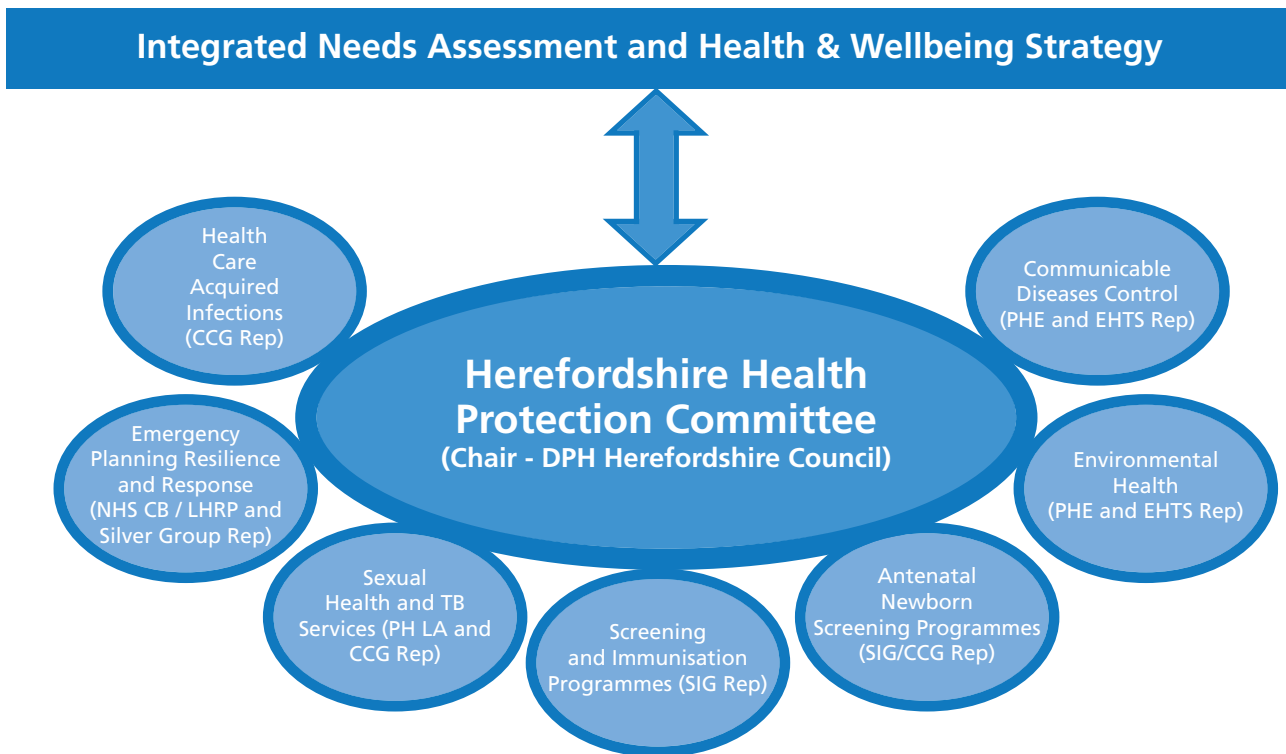 Integrated Needs Assessment and Health & Wellbeing Strategy
Health
Care
Acquired
Infections
(CCG Rep)
Communicable
Diseases Control
(PHE and EHTS Rep)
Herefordshire Health
Protection Committee
(Chair - DPH Herefordshire Council)
Emergency
Planning Resilience
and Response
(NHS CB / LHRP and
Silver Group Rep)
Environmental
Health
(PHE and EHTS Rep)
Sexual
Health and TB
Services (PH LA and
CCG Rep)
Screening
and Immunisation
Programmes (SIG Rep)
Antenatal
Newborn
Screening Programmes
(SIG/CCG Rep)